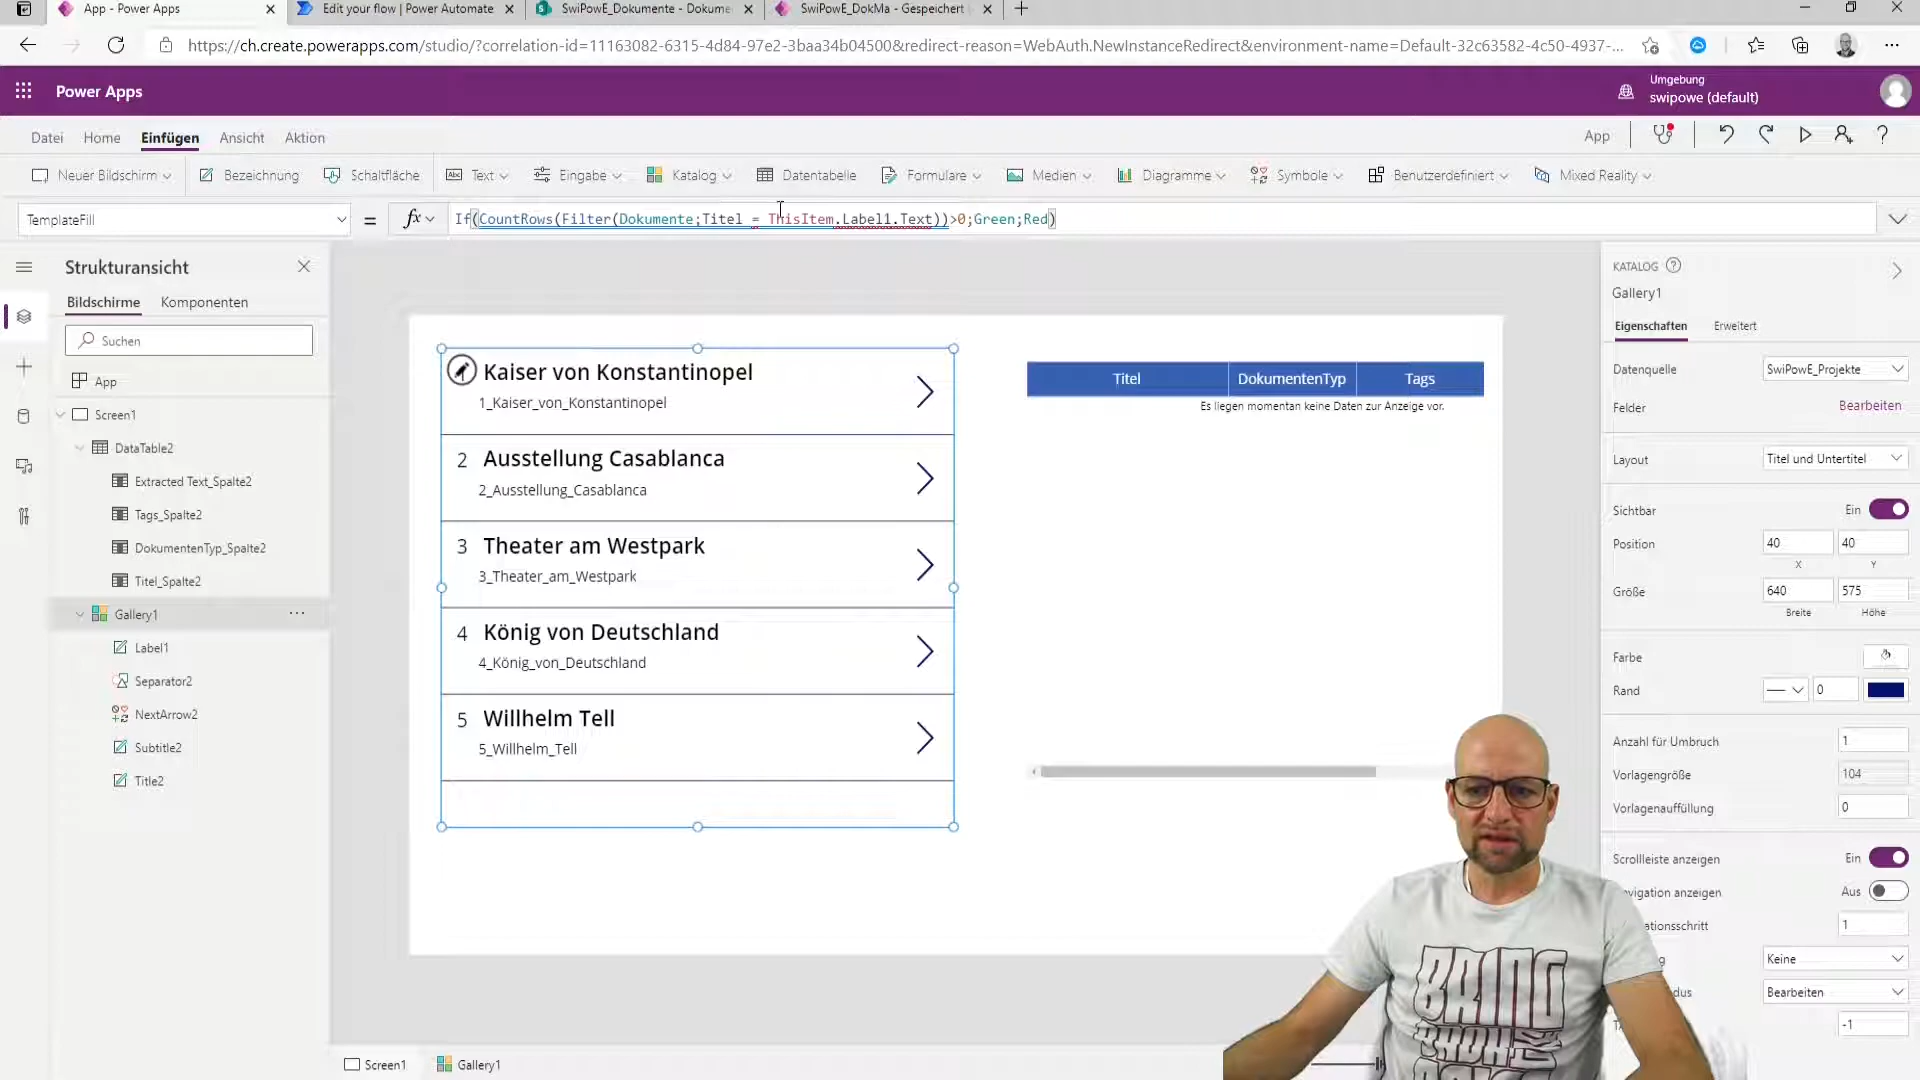 App - Power Apps
Edit your flow | Power Automate
SwiPowE_Dokumente - Dokume
SwiPowE_DokMa - Gespeichert
https://ch.create.powerapps.com/studio/?correlation-id=11163082-6315-4d84-97e2-3baa34b04500&redirect-reason=WebAuth.NewInstanceRedirect&environment-name=Default-32c63582-4c50-4937-...
Power Apps
Umgebung
swipowe (default)
Datei Home Einfügen Ansicht Aktion
App
Neuer Bildschirm Bezeichnung Schaltfläche Text Eingabe Katalog Datentabelle Formulare Medien Diagramme Symbole Benutzerdefiniert Mixed Reality
TemplateFill = fx If(CountRows(Filter(Dokumente;Titel = ThisItem.Label1.Text))>0;Green;Red)
Strukturansicht
Bildschirme Komponenten
Suchen
App
Screen1
DataTable2
Extracted Text_Spalte2
Tags_Spalte2
DokumentenTyp_Spalte2
Titel_Spalte2
Gallery1
Label1
Separator2
NextArrow2
Subtitle2
Title2
Kaiser von Konstantinopel
1_Kaiser_von_Konstantinopel
2 Ausstellung Casablanca
2_Ausstellung_Casablanca
3 Theater am Westpark
3_Theater_am_Westpark
4 König von Deutschland
4_König_von_Deutschland
5 Willhelm Tell
5_Willhelm_Tell
Titel DokumentenTyp Tags
Es liegen momentan keine Daten zur Anzeige vor.
KATALOG
Gallery1
Eigenschaften Erweitert
Datenquelle SwiPowE_Projekte
Felder Bearbeiten
Layout Titel und Untertitel
Sichtbar Ein
Position 40 40
X Y
Größe 640 575
Breite Höhe
Farbe
Rand 0
Anzahl für Umbruch 1
Vorlagengröße 104
Vorlagenauffüllung 0
Scrollleiste anzeigen Ein
avigation anzeigen Aus
ationsschritt 1
Keine
dus Bearbeiten
-1
Screen1 Gallery1
BRING